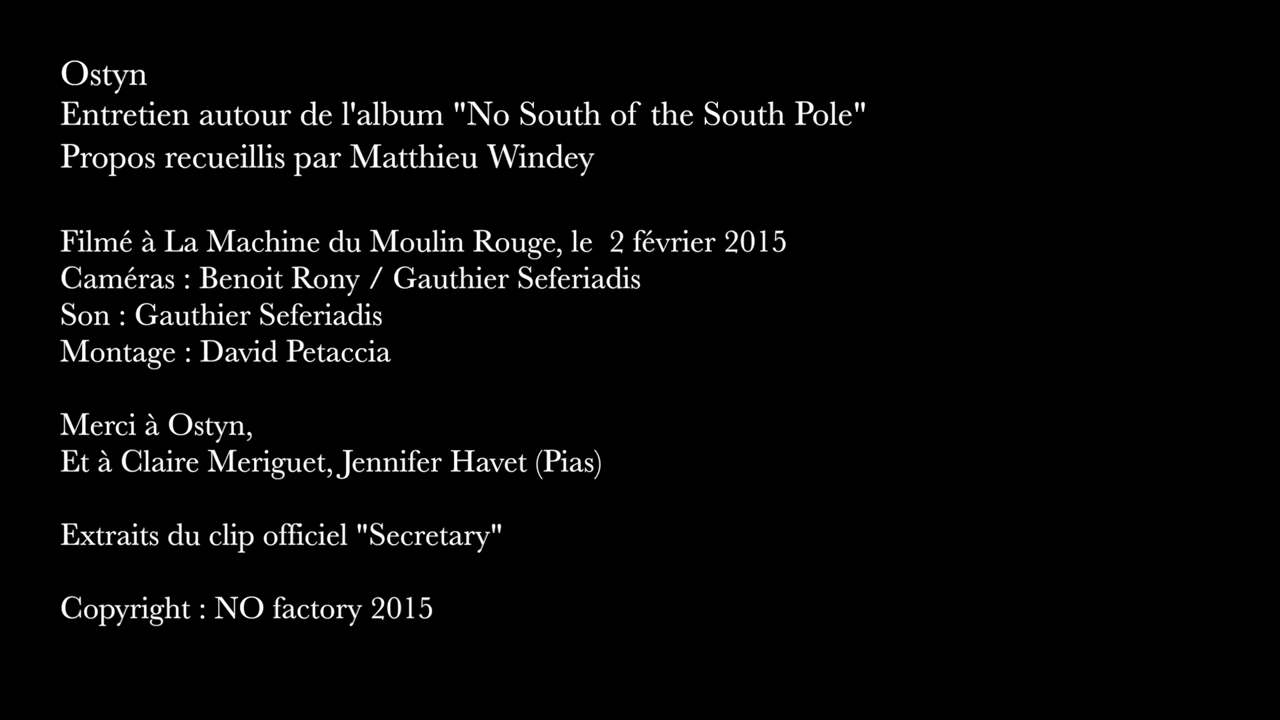 Ostyn
Entretien autour de l'album "No South of the South Pole"
Propos recueillis par Matthieu Windey
Filmé à La Machine du Moulin Rouge, le  2 février 2015
Caméras : Benoit Rony / Gauthier Seferiadis
Son : Gauthier Seferiadis
Montage : David Petaccia
Merci à Ostyn,
Et à Claire Meriguet, Jennifer Havet (Pias)
Extraits du clip officiel "Secretary"
Copyright : NO factory 2015